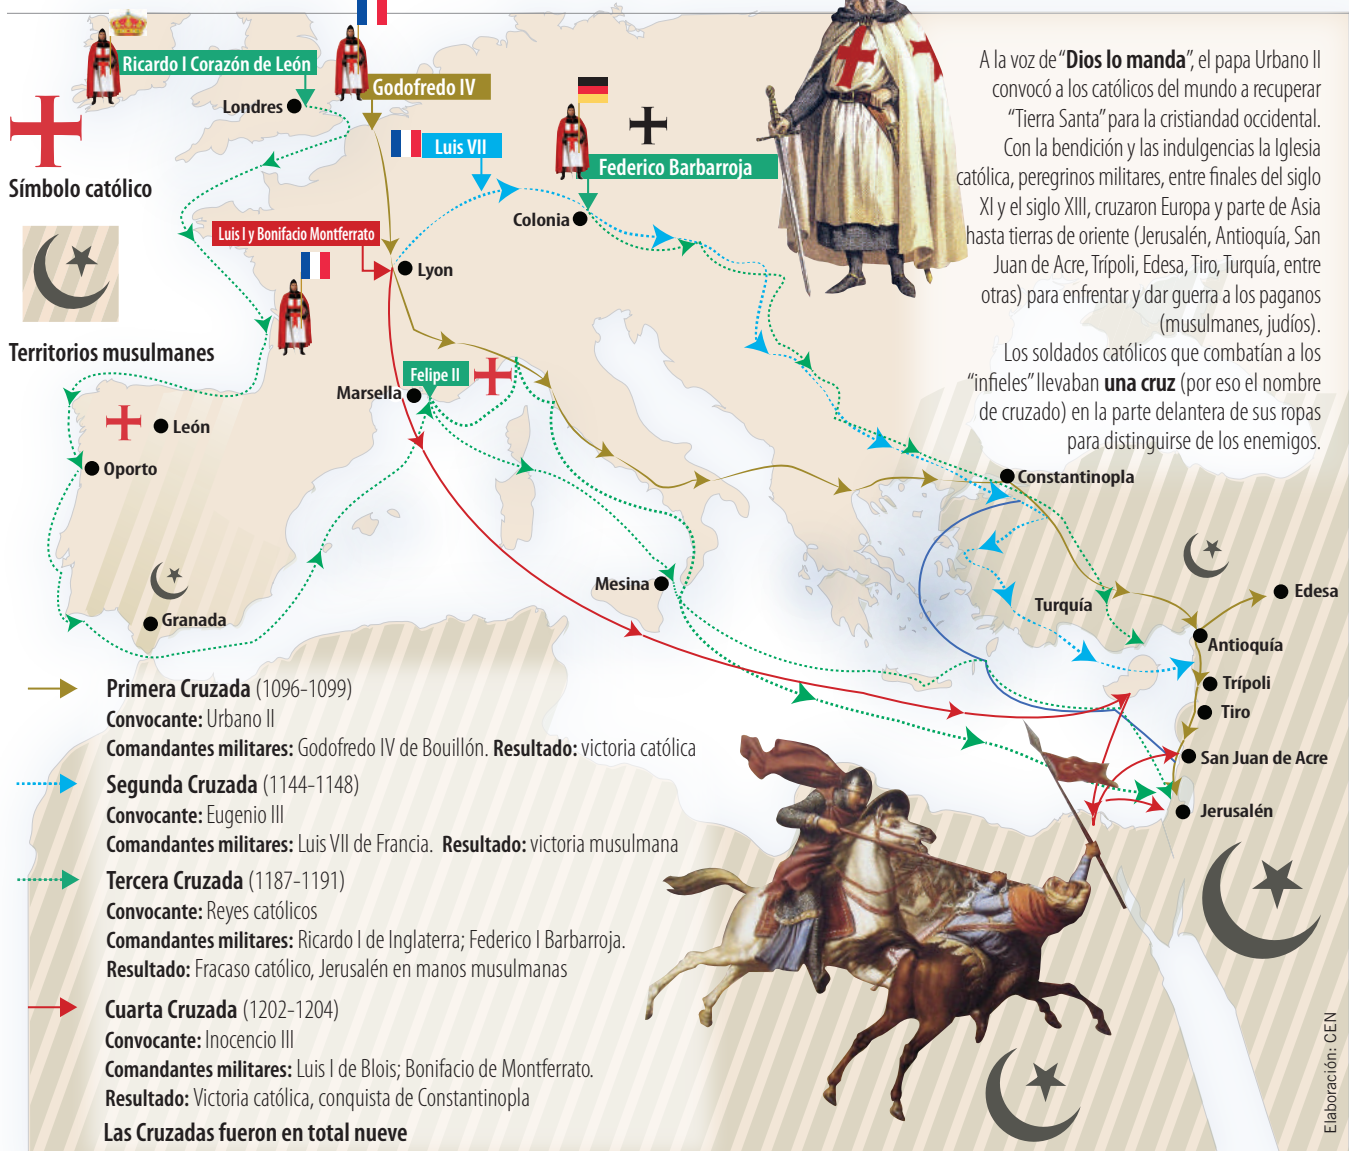 Ricardo I Corazón de León
Londres
Godofredo IV
Luis VII
Federico Barbarroja
Colonia
Símbolo católico
Luis I y Bonifacio Montferrato
Lyon
Territorios musulmanes
Felipe II
Marsella
León
Oporto
Granada
Mesina
Constantinopla
Turquía
Edesa
Antioquía
Trípoli
Tiro
San Juan de Acre
Jerusalén
A la voz de “Dios lo manda”, el papa Urbano II
convocó a los católicos del mundo a recuperar
“Tierra Santa” para la cristiandad occidental.
Con la bendición y las indulgencias la Iglesia
católica, peregrinos militares, entre finales del siglo
XI y el siglo XIII, cruzaron Europa y parte de Asia
hasta tierras de oriente (Jerusalén, Antioquía, San
Juan de Acre, Trípoli, Edesa, Tiro, Turquía, entre
otras) para enfrentar y dar guerra a los paganos
(musulmanes, judíos).
Los soldados católicos que combatían a los
“infieles” llevaban una cruz (por eso el nombre
de cruzado) en la parte delantera de sus ropas
para distinguirse de los enemigos.
Primera Cruzada (1096-1099)
Convocante: Urbano II
Comandantes militares: Godofredo IV de Bouillón. Resultado: victoria católica
Segunda Cruzada (1144-1148)
Convocante: Eugenio III
Comandantes militares: Luis VII de Francia. Resultado: victoria musulmana
Tercera Cruzada (1187-1191)
Convocante: Reyes católicos
Comandantes militares: Ricardo I de Inglaterra; Federico I Barbarroja.
Resultado: Fracaso católico, Jerusalén en manos musulmanas
Cuarta Cruzada (1202-1204)
Convocante: Inocencio III
Comandantes militares: Luis I de Blois; Bonifacio de Montferrato.
Resultado: Victoria católica, conquista de Constantinopla
Las Cruzadas fueron en total nueve
Elaboración: CEN